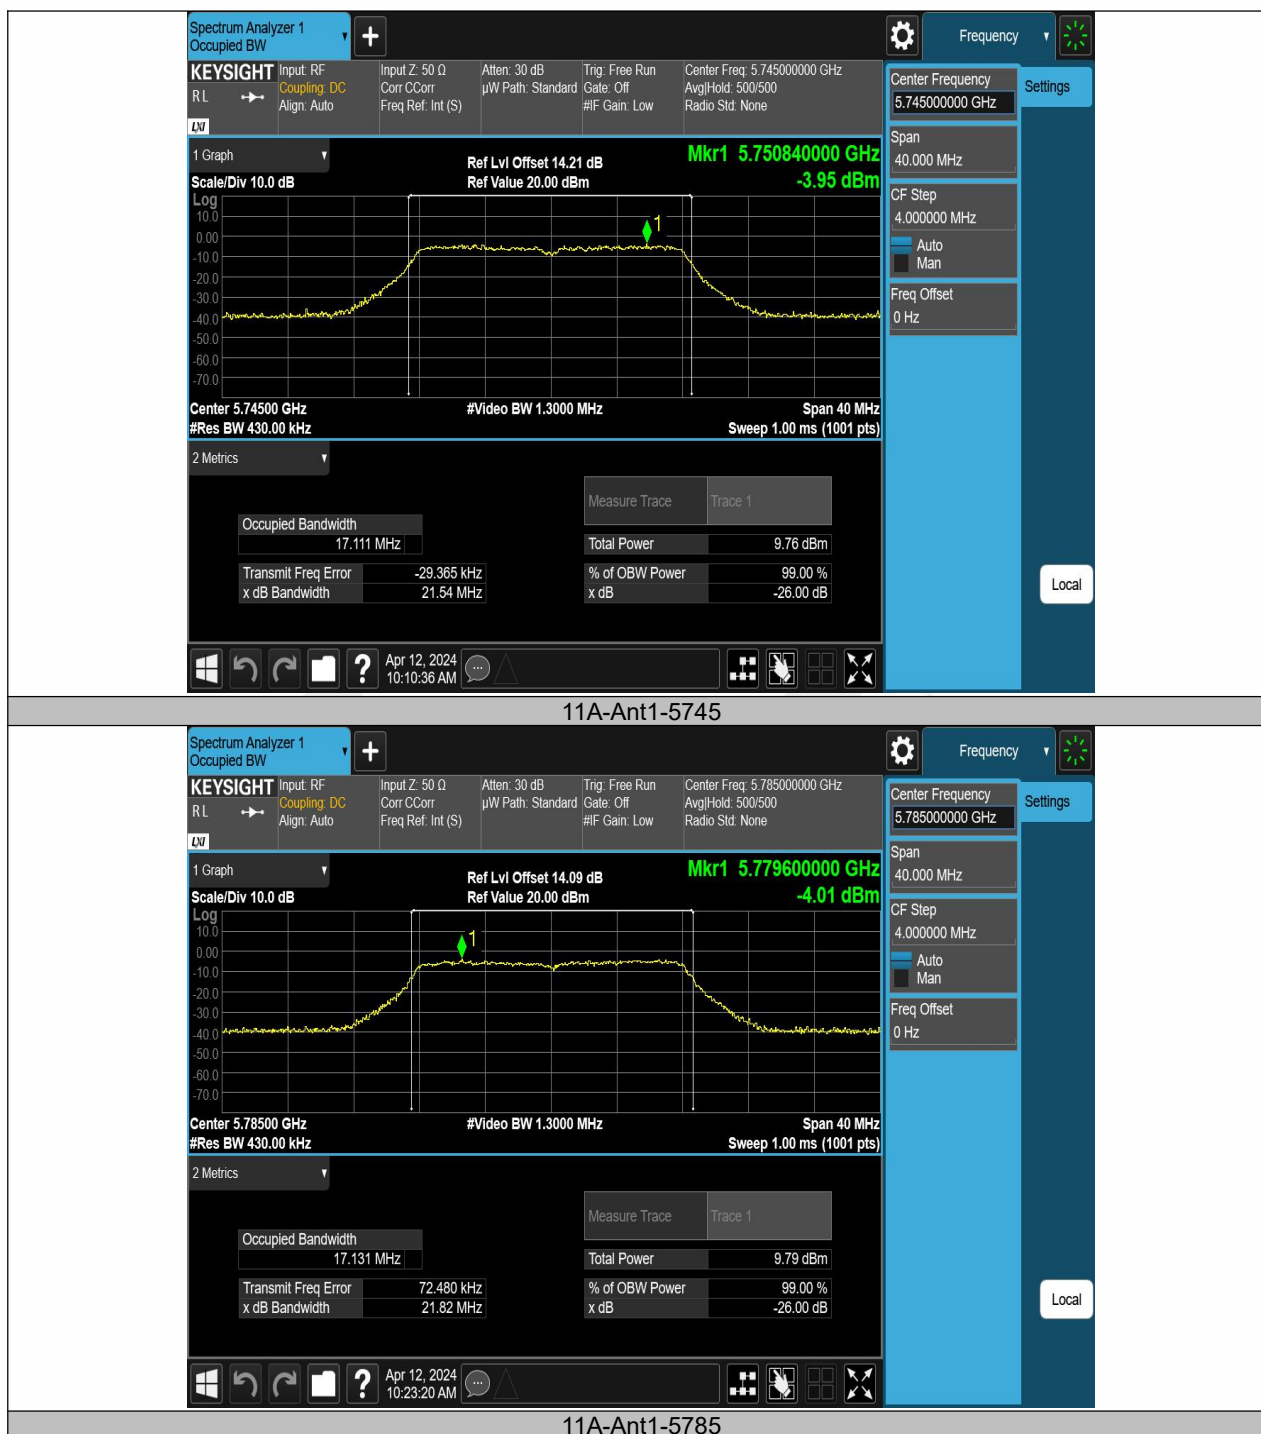 Spectrum Analyzer 1
Occupied BW
Frequency
KEYSIGHT
R L
LXI
Input: RF
Coupling: DC
Align: Auto
Input Z: 50 Ω
Corr CCorr
Freq Ref: Int (S)
Atten: 30 dB
µW Path: Standard
Trig: Free Run
Gate: Off
#IF Gain: Low
Center Freq: 5.745000000 GHz
Avg|Hold: 500/500
Radio Std: None
Center Frequency
5.745000000 GHz
Settings
Span
40.000 MHz
CF Step
4.000000 MHz
Auto
Man
Freq Offset
0 Hz
Local
1 Graph
Scale/Div 10.0 dB
Ref Lvl Offset 14.21 dB
Ref Value 20.00 dBm
Mkr1 5.750840000 GHz
-3.95 dBm
Log
10.0
0.00
-10.0
-20.0
-30.0
-40.0
-50.0
-60.0
-70.0
1
Center 5.74500 GHz
#Video BW 1.3000 MHz
Span 40 MHz
#Res BW 430.00 kHz
Sweep 1.00 ms (1001 pts)
2 Metrics
Measure Trace Trace 1
Occupied Bandwidth
17.111 MHz
Total Power 9.76 dBm
Transmit Freq Error -29.365 kHz
% of OBW Power 99.00 %
x dB Bandwidth 21.54 MHz
x dB -26.00 dB
?
Apr 12, 2024
10:10:36 AM
11A-Ant1-5745
Spectrum Analyzer 1
Occupied BW
Frequency
KEYSIGHT
R L
LXI
Input: RF
Coupling: DC
Align: Auto
Input Z: 50 Ω
Corr CCorr
Freq Ref: Int (S)
Atten: 30 dB
µW Path: Standard
Trig: Free Run
Gate: Off
#IF Gain: Low
Center Freq: 5.785000000 GHz
Avg|Hold: 500/500
Radio Std: None
Center Frequency
5.785000000 GHz
Settings
Span
40.000 MHz
CF Step
4.000000 MHz
Auto
Man
Freq Offset
0 Hz
Local
1 Graph
Scale/Div 10.0 dB
Ref Lvl Offset 14.09 dB
Ref Value 20.00 dBm
Mkr1 5.779600000 GHz
-4.01 dBm
Log
10.0
0.00
-10.0
-20.0
-30.0
-40.0
-50.0
-60.0
-70.0
1
Center 5.78500 GHz
#Video BW 1.3000 MHz
Span 40 MHz
#Res BW 430.00 kHz
Sweep 1.00 ms (1001 pts)
2 Metrics
Measure Trace Trace 1
Occupied Bandwidth
17.131 MHz
Total Power 9.79 dBm
Transmit Freq Error 72.480 kHz
% of OBW Power 99.00 %
x dB Bandwidth 21.82 MHz
x dB -26.00 dB
?
Apr 12, 2024
10:23:20 AM
11A-Ant1-5785